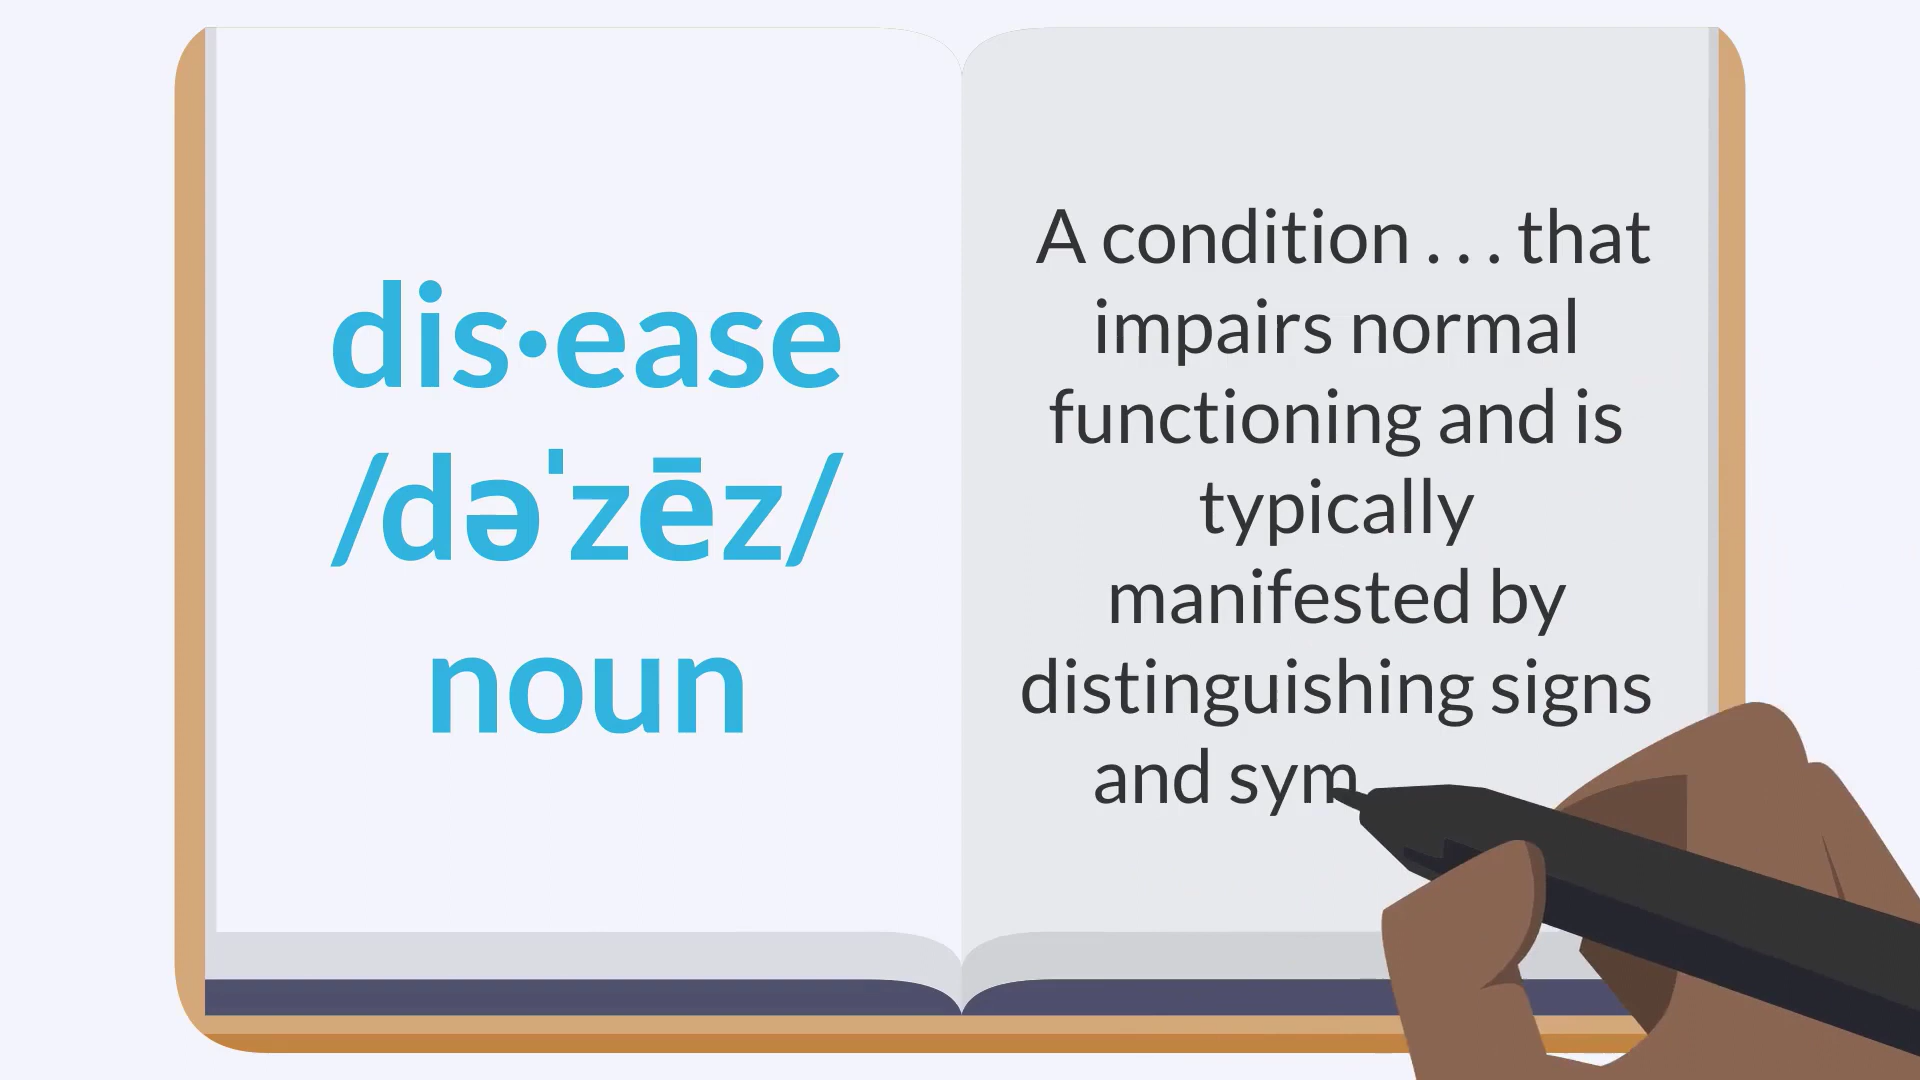 dis·ease
/dəˈzēz/
noun
A condition . . . that
impairs normal
functioning and is
typically
manifested by
distinguishing signs
and sym